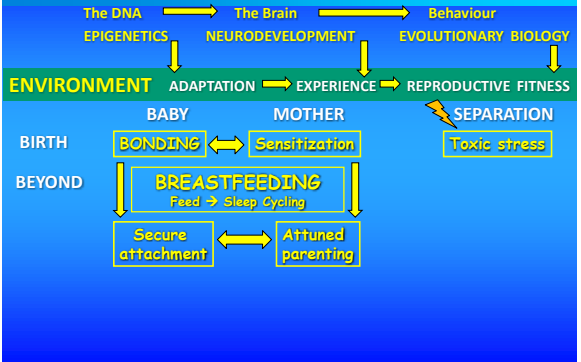 The DNA The Brain Behaviour
EPIGENETICS NEURODEVELOPMENT EVOLUTIONARY BIOLOGY
ENVIRONMENT ADAPTATION EXPERIENCE REPRODUCTIVE FITNESS
BABY MOTHER SEPARATION
BIRTH BONDING Sensitization Toxic stress
BEYOND BREASTFEEDING
Feed → Sleep Cycling
Secure Attuned
attachment parenting